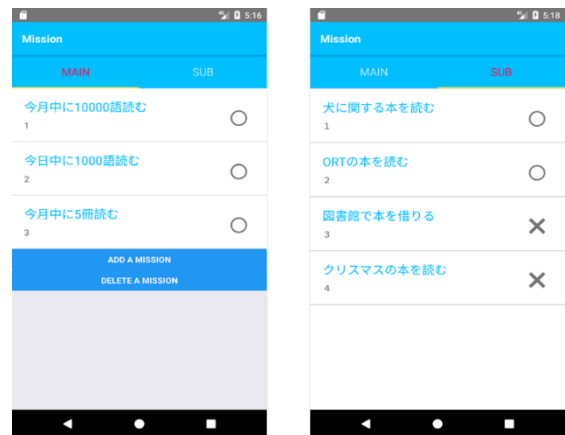 5:16
Mission
MAIN SUB
今月中に10000語読む
1
今日中に1000語読む
2
今月中に5冊読む
3
ADD A MISSION
DELETE A MISSION
5:18
Mission
MAIN SUB
犬に関する本を読む
1
ORTの本を読む
2
図書館で本を借りる
3
クリスマスの本を読む
4